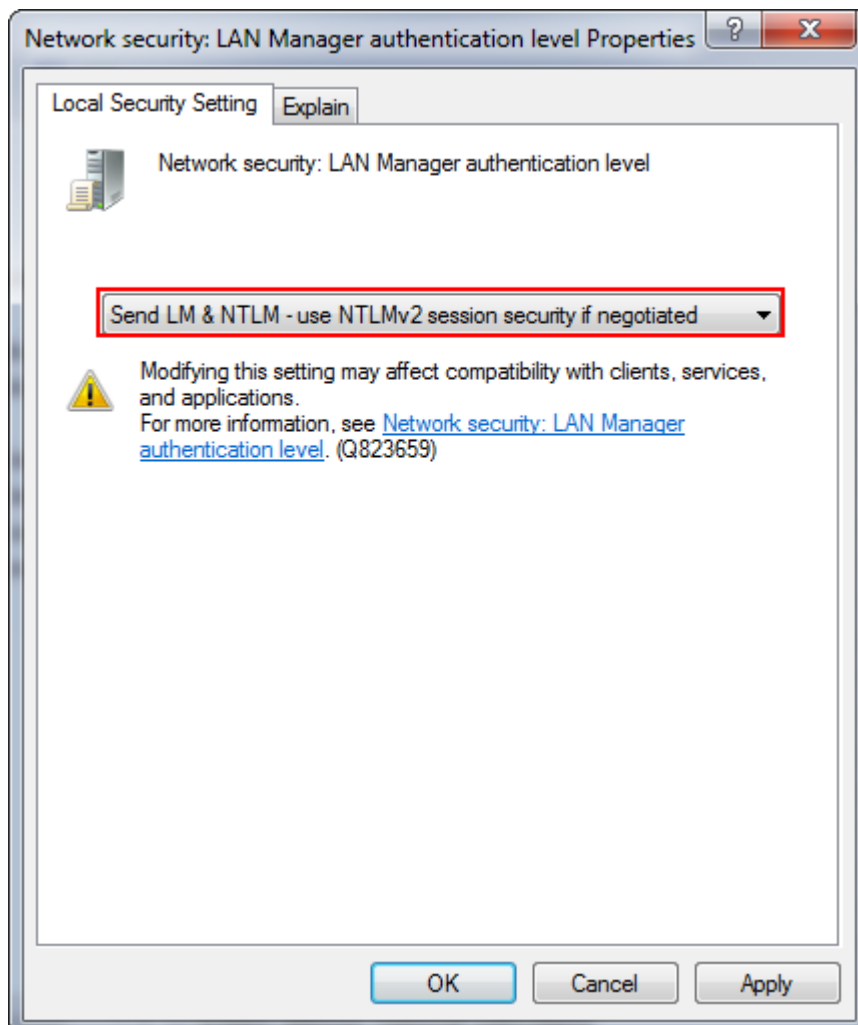 Network security: LAN Manager authentication level Properties
Local Security Setting
Explain
Network security: LAN Manager authentication level
Send LM & NTLM - use NTLMv2 session security if negotiated
Modifying this setting may affect compatibility with clients, services,
and applications.
For more information, see Network security: LAN Manager
authentication level. (Q823659)
OK
Cancel
Apply